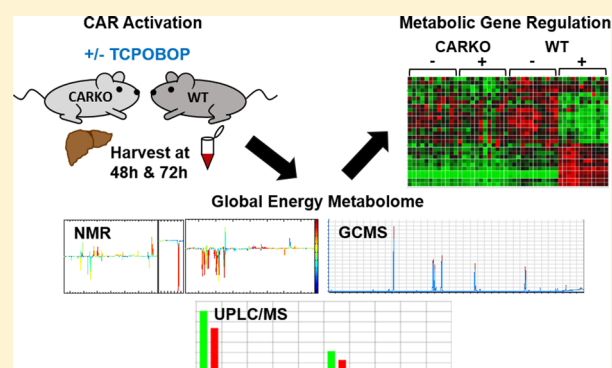 CAR Activation
+/- TCPOBOP
CARKO
WT
Harvest at
48h & 72h
Metabolic Gene Regulation
CARKO WT
- + - +
Global Energy Metabolome
NMR
GCMS
UPLC/MS